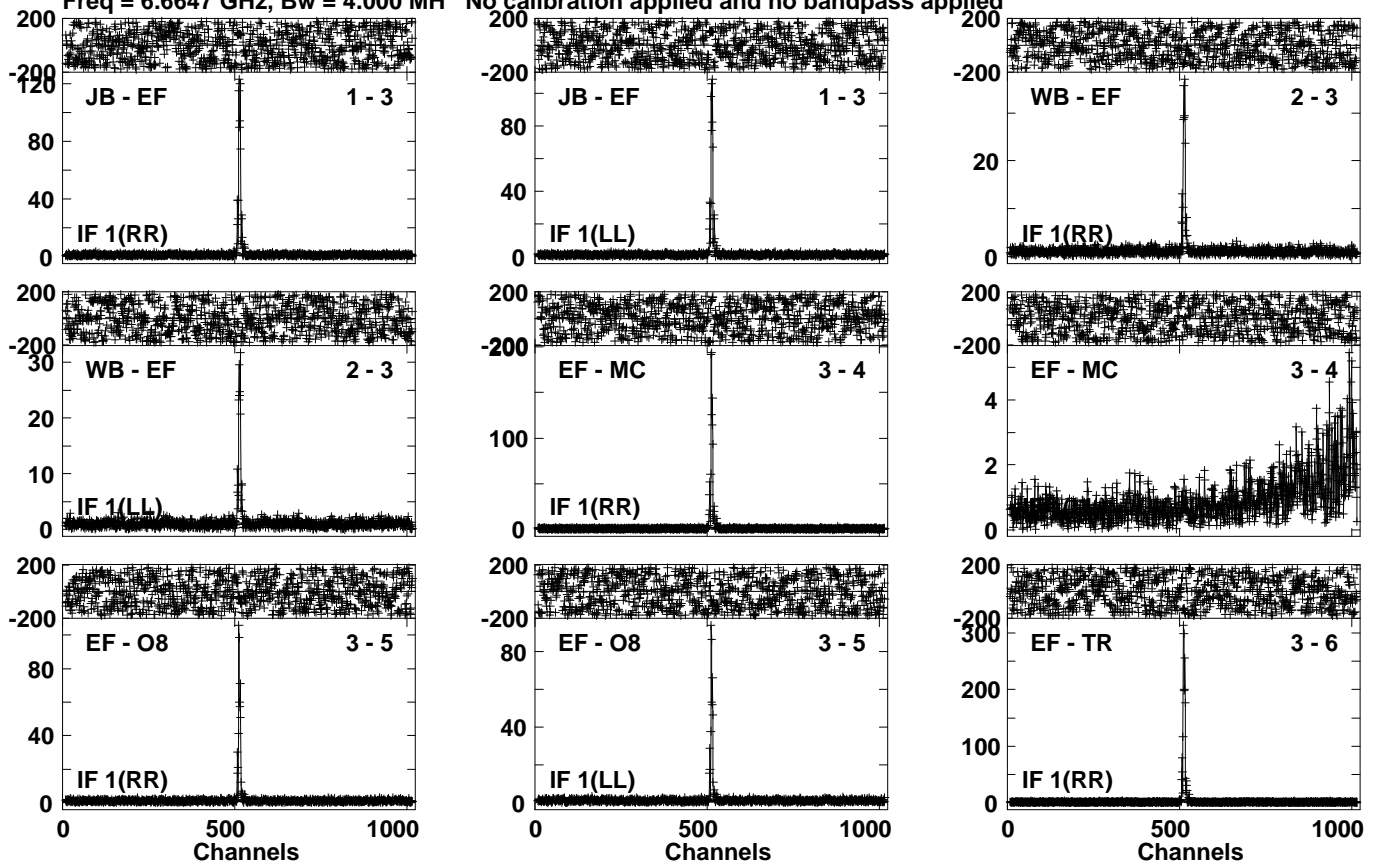 Freq = 6.6647 GHz, Bw = 4.000 MH No calibration applied and no bandpass applied
200 200 200
-200 -200 -200
120
JB - EF 1 - 3 JB - EF 1 - 3 WB - EF 2 - 3
80 80 20
40 40
IF 1(RR) IF 1(LL) IF 1(RR)
0 0 0
200 200 200
-200 -200 -200
200
WB - EF 2 - 3 EF - MC 3 - 4 EF - MC 3 - 4
30 4
20 100 2
10
IF 1(LL) IF 1(RR)
0 0 0
200 200 200
-200 -200 -200
300
EF - O8 3 - 5 EF - O8 3 - 5 EF - TR 3 - 6
80 80 200
40 40 100
IF 1(RR) IF 1(LL) IF 1(RR)
0 0 0
0 500 1000 0 500 1000 0 500 1000
Channels Channels Channels